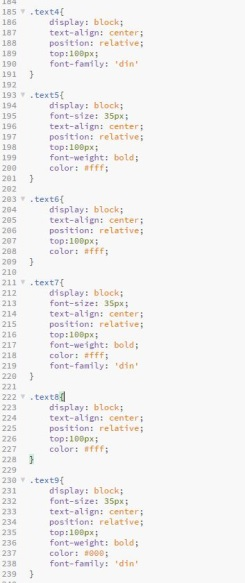 184
185 .text4{
186 display: block;
187 text-align: center;
188 position: relative;
189 top:100px;
190 font-family: 'din'
191 }
192
193 .text5{
194 display: block;
195 font-size: 35px;
196 text-align: center;
197 position: relative;
198 top:100px;
199 font-weight: bold;
200 color: #fff;
201 }
202
203 .text6{
204 display: block;
205 text-align: center;
206 position: relative;
207 top:100px;
208 color: #fff;
209 }
210
211 .text7{
212 display: block;
213 font-size: 35px;
214 text-align: center;
215 position: relative;
216 top:100px;
217 font-weight: bold;
218 color: #fff;
219 font-family: 'din'
220 }
221
222 .text8{
223 display: block;
224 text-align: center;
225 position: relative;
226 top:100px;
227 color: #fff;
228 }
229
230 .text9{
231 display: block;
232 font-size: 35px;
233 text-align: center;
234 position: relative;
235 top:100px;
236 font-weight: bold;
237 color: #000;
238 font-family: 'din'
239 }